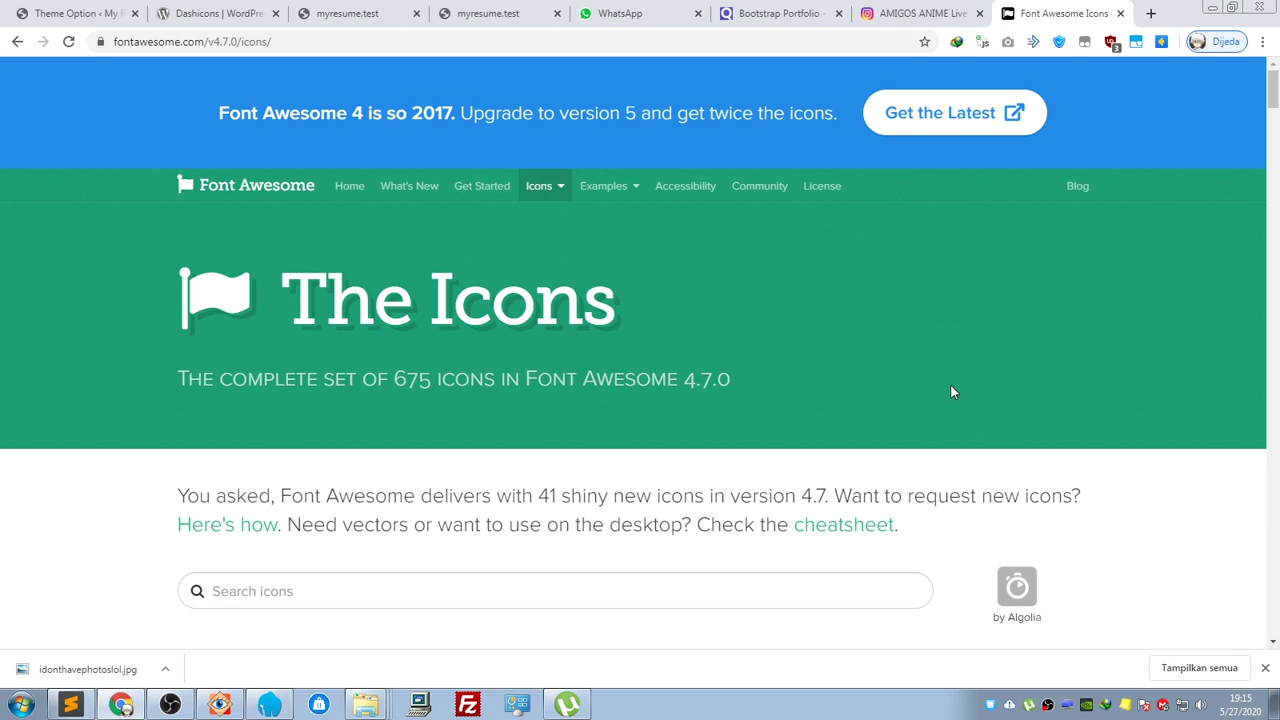 Theme Option < My R
Dashicons | WordPre
myresume.test
myresume.test
WhatsApp
Bootstrap Portfolio -
AMIGOS ANIME Live
Font Awesome Icons
fontawesome.com/v4.7.0/icons/
3
Dijeda
Font Awesome 4 is so 2017. Upgrade to version 5 and get twice the icons.
Get the Latest
Font Awesome
Home
What's New
Get Started
Icons
Examples
Accessibility
Community
License
Blog
The Icons
The complete set of 675 icons in Font Awesome 4.7.0
You asked, Font Awesome delivers with 41 shiny new icons in version 4.7. Want to request new icons?
Here's how. Need vectors or want to use on the desktop? Check the cheatsheet.
Search icons
by Algolia
idonthavephotoslol.jpg
Tampilkan semua
19:15
5/27/2020